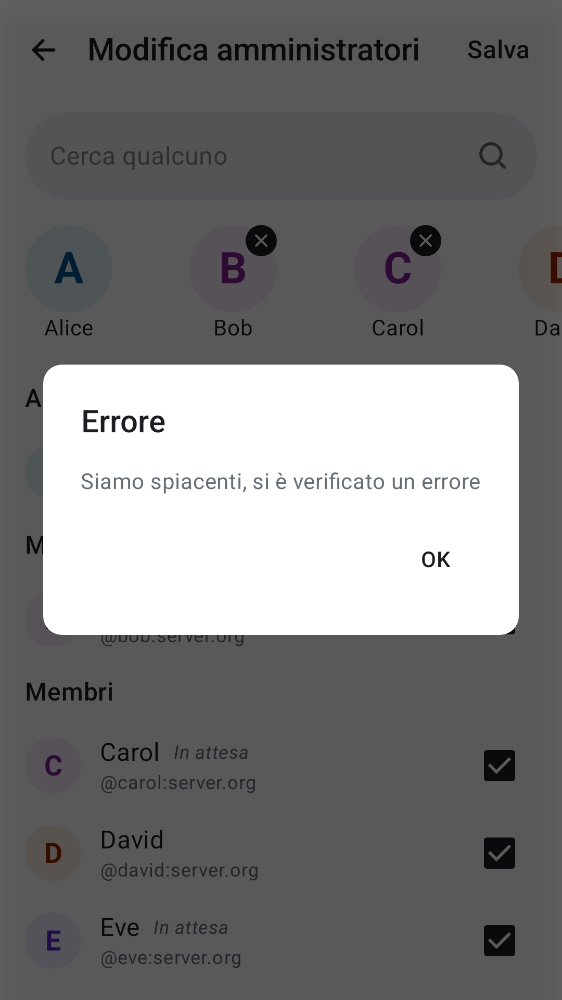 Modifica amministratori
Salva
Cerca qualcuno
A
B
C
D
Alice
Bob
Carol
Da
A
Errore
Siamo spiacenti, si è verificato un errore
OK
M
@bob:server.org
Membri
C
Carol In attesa
@carol:server.org
D
David
@david:server.org
E
Eve In attesa
@eve:server.org